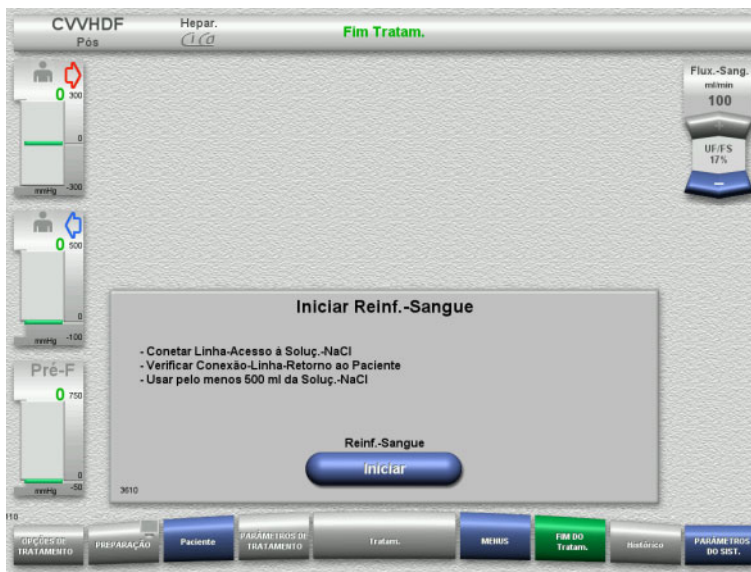 CVVHDF
Pós
Hepar.
Fim Tratam.
0
300
0
mmHg
-300
0
500
0
mmHg
-100
Pré-F
0
750
0
mmHg
-50
Flux.-Sang.
ml/min
100
UF/FS
17%
Iniciar Reinf.-Sangue
- Conetar Linha-Acesso á Soluç.-NaCl
- Verificar Conexão-Linha-Retorno ao Paciente
- Usar pelo menos 500 ml da Soluç.-NaCl
Reinf.-Sangue
Iniciar
3610
OPÇÕES DE
TRATAMENTO
PREPARAÇÃO
Paciente
PARÂMETROS DE
TRATAMENTO
Tratam.
MENUS
FIM DO
Tratam.
Histórico
PARÂMETROS
DO SIST.